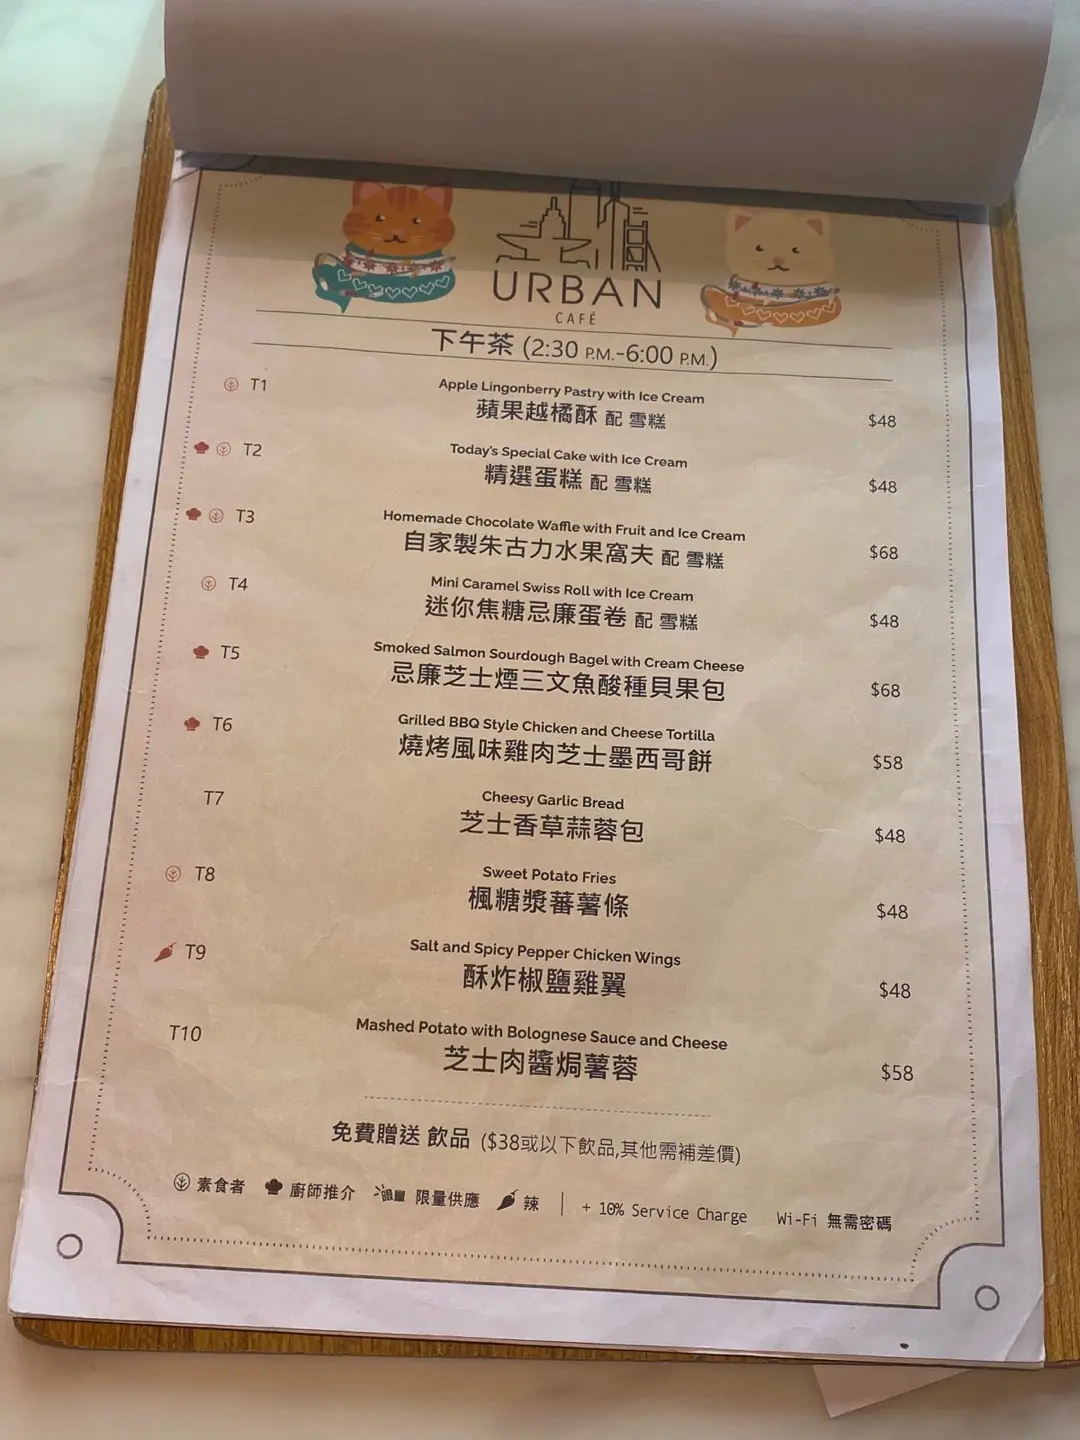 URBAN
CAFÉ
下午茶 (2:30 P.M.-6:00 P.M.)
T1 Apple Lingonberry Pastry with Ice Cream
蘋果越橘酥 配 雪糕 $48
T2 Today's Special Cake with Ice Cream
精選蛋糕 配 雪糕 $48
T3 Homemade Chocolate Waffle with Fruit and Ice Cream
自家製朱古力水果窩夫 配 雪糕 $68
T4 Mini Caramel Swiss Roll with Ice Cream
迷你焦糖忌廉蛋卷 配 雪糕 $48
T5 Smoked Salmon Sourdough Bagel with Cream Cheese
忌廉芝士煙三文魚酸種貝果包 $68
T6 Grilled BBQ Style Chicken and Cheese Tortilla
燒烤風味雞肉芝士墨西哥餅 $58
T7 Cheesy Garlic Bread
芝士香草蒜蓉包 $48
T8 Sweet Potato Fries
楓糖漿蕃薯條 $48
T9 Salt and Spicy Pepper Chicken Wings
酥炸椒鹽雞翼 $48
T10 Mashed Potato with Bolognese Sauce and Cheese
芝士肉醬焗薯蓉 $58
免費贈送 飲品 ($38或以下飲品,其他需補差價)
素食者 廚師推介 限量 限量供應 辣 | + 10% Service Charge Wi-Fi 無需密碼